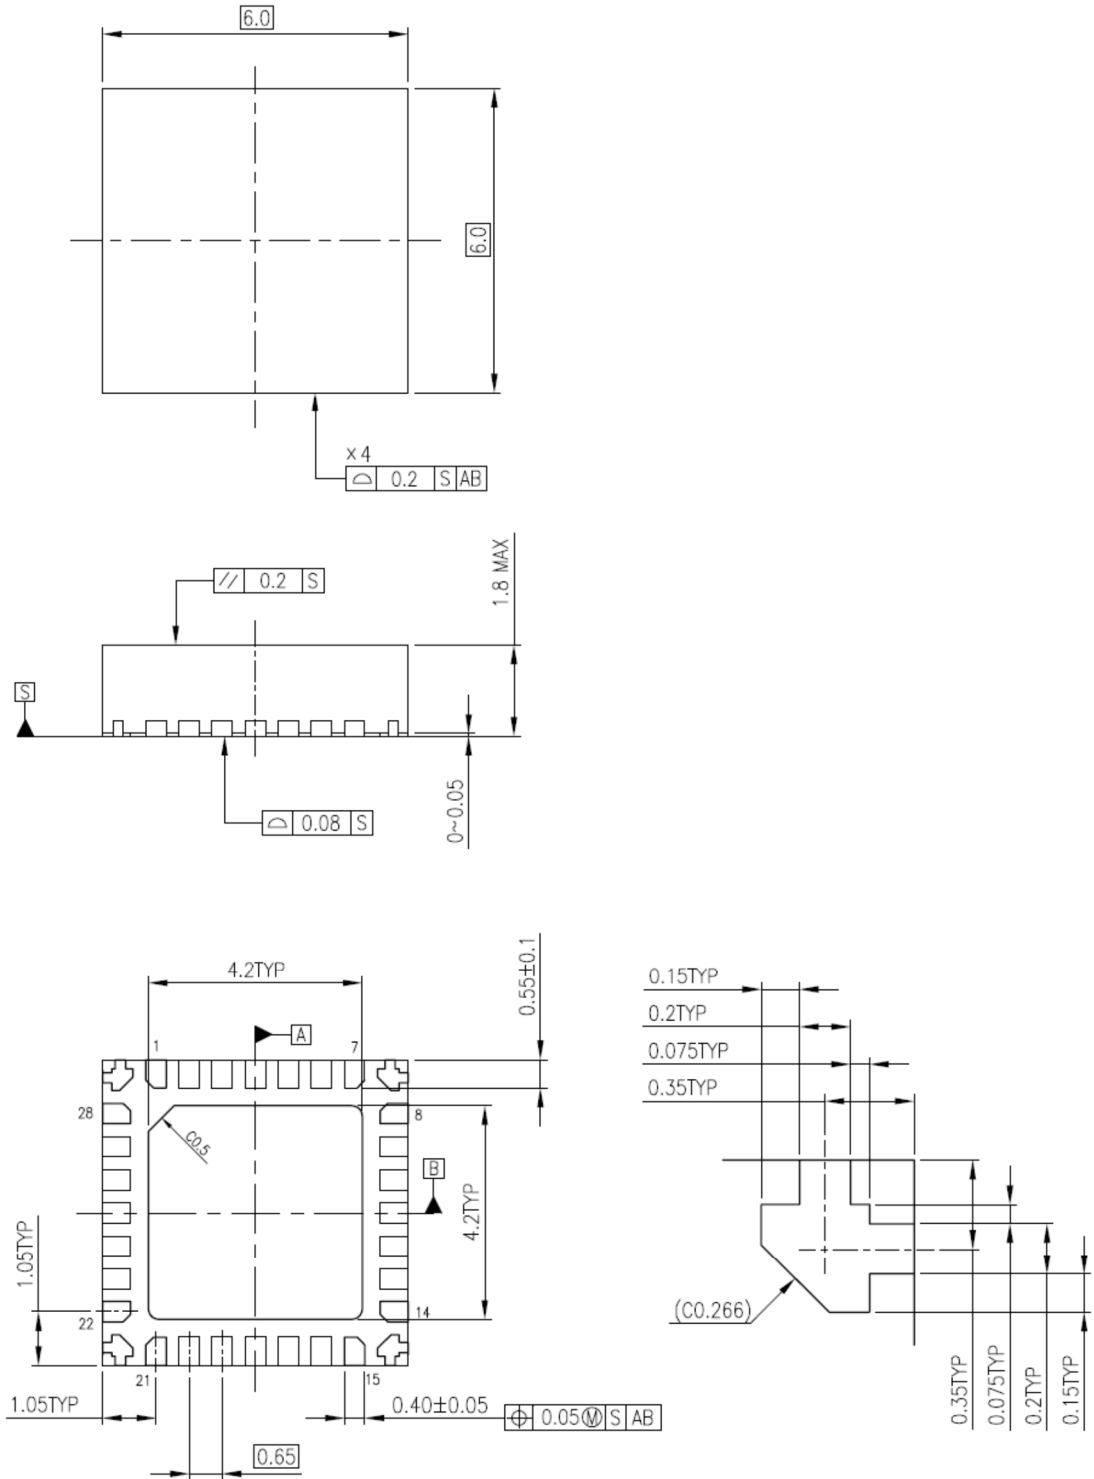 6.0
6.0
x4
0.2 S AB
// 0.2 S
1.8 MAX
S
0~0.05
0.08 S
4.2TYP
0.55±0.1
A
1
7
28
8
C0.5
B
4.2TYP
1.05TYP
22
14
21
15
1.05TYP
0.40±0.05
0.05 Ⓜ S AB
0.65
0.15TYP
0.2TYP
0.075TYP
0.35TYP
(C0.266)
0.35TYP
0.075TYP
0.2TYP
0.15TYP